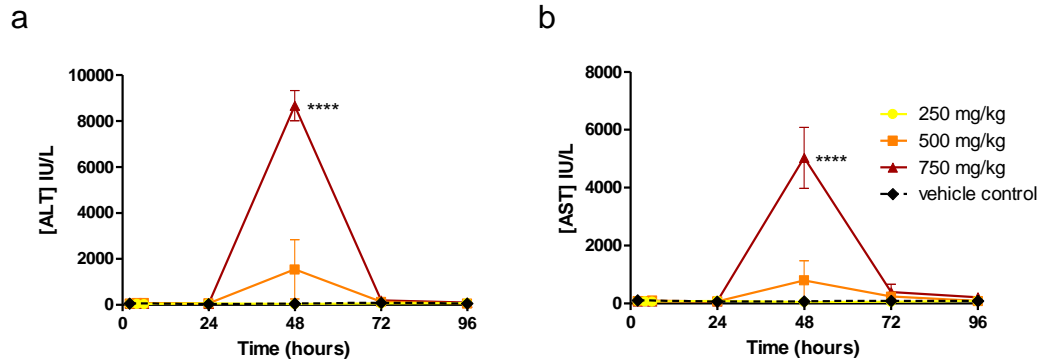 a
10000
8000
6000
4000
2000
0
[ALT] IU/L
****
0 24 48 72 96
Time (hours)
b
8000
6000
4000
2000
0
[AST] IU/L
****
0 24 48 72 96
Time (hours)
250 mg/kg
500 mg/kg
750 mg/kg
vehicle control